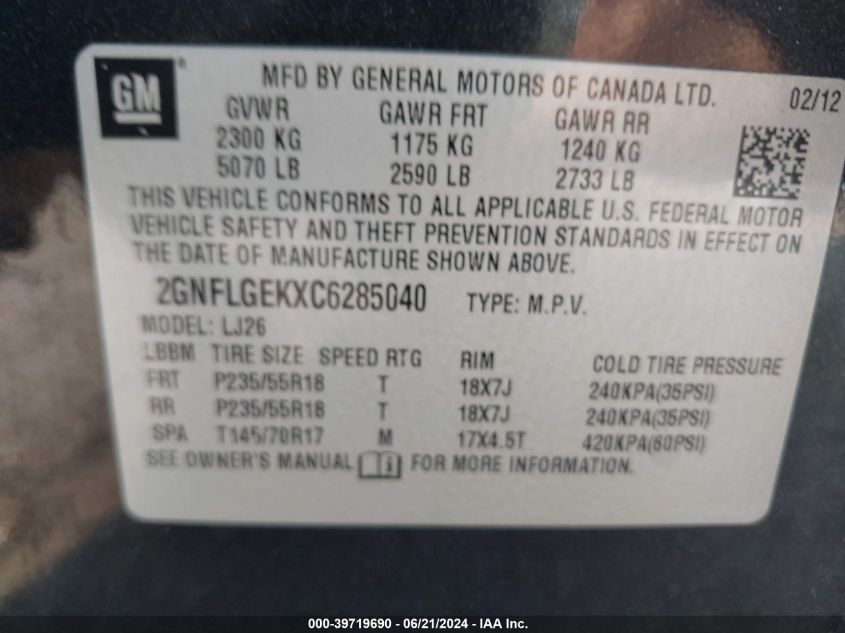 GM ® MFD BY GENERAL MOTORS OF CANADA LTD. 02/12
GVWR GAWR FRT GAWR RR
2300 KG 1175 KG 1240 KG
5070 LB 2590 LB 2733 LB
THIS VEHICLE CONFORMS TO ALL APPLICABLE U.S. FEDERAL MOTOR
VEHICLE SAFETY AND THEFT PREVENTION STANDARDS IN EFFECT ON
THE DATE OF MANUFACTURE SHOWN ABOVE.
2GNFLGEKXC6285040 TYPE: M.P.V.
MODEL: LJ26
LBBM TIRE SIZE SPEED RTG RIM COLD TIRE PRESSURE
FRT P235/55R18 T 18X7J 240KPA(35PSI)
RR P235/55R18 T 18X7J 240KPA(35PSI)
SPA T145/70R17 M 17X4.5T 420KPA(60PSI)
SEE OWNER'S MANUAL FOR MORE INFORMATION.
000-39719690 - 06/21/2024 - IAA Inc.